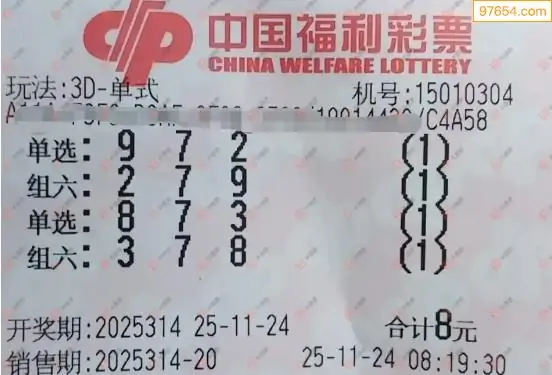 97654.com
中国福利彩票
CHINA WELFARE LOTTERY
玩法:3D-单式 机号:15010304
/C4A58
单选: 9 7 2 (1)
组六: 2 7 9 (1)
单选: 8 7 3 (1)
组六: 3 7 8 (1)
开奖期:2025314 25-11-24 合计8元
销售期:2025314-20 25-11-24 08:19:30